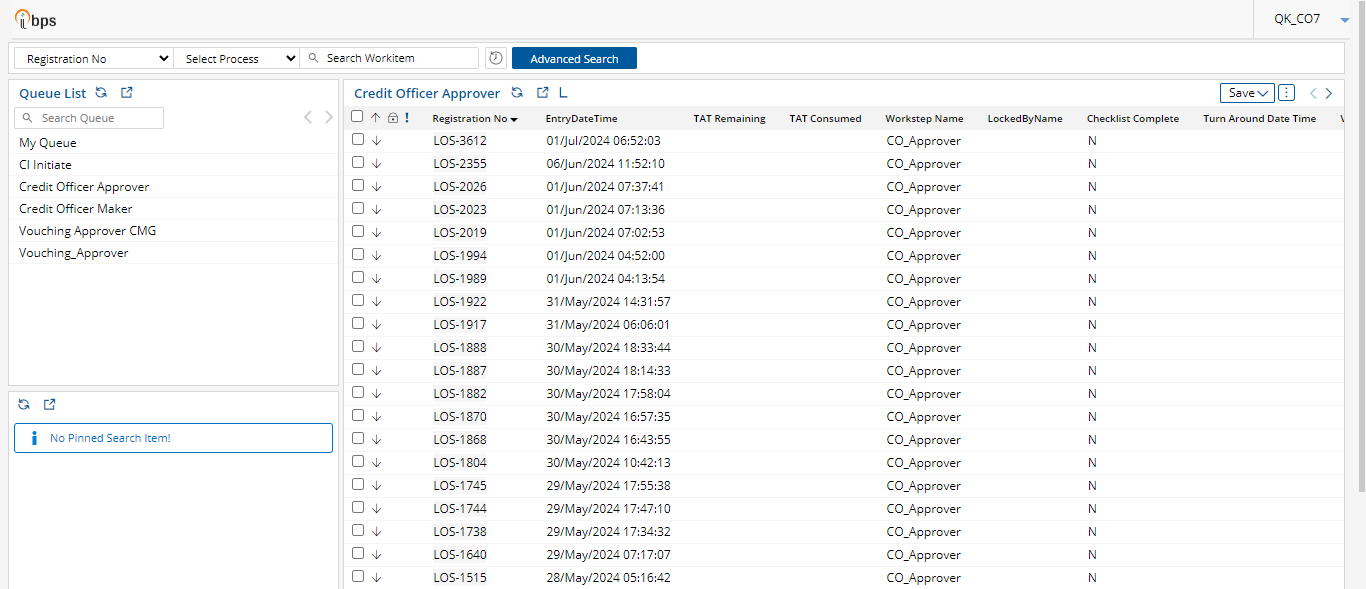 ibps
QK_CO7
Registration No Select Process Search Workitem Advanced Search
Queue List
Search Queue
My Queue
CI Initiate
Credit Officer Approver
Credit Officer Maker
Vouching Approver CMG
Vouching_Approver
No Pinned Search Item!
Credit Officer Approver Save
Registration No EntryDateTime TAT Remaining TAT Consumed Workstep Name LockedByName Checklist Complete Turn Around Date Time
LOS-3612 01/Jul/2024 06:52:03 CO_Approver N
LOS-2355 06/Jun/2024 11:52:10 CO_Approver N
LOS-2026 01/Jun/2024 07:37:41 CO_Approver N
LOS-2023 01/Jun/2024 07:13:36 CO_Approver N
LOS-2019 01/Jun/2024 07:02:53 CO_Approver N
LOS-1994 01/Jun/2024 04:52:00 CO_Approver N
LOS-1989 01/Jun/2024 04:13:54 CO_Approver N
LOS-1922 31/May/2024 14:31:57 CO_Approver N
LOS-1917 31/May/2024 06:06:01 CO_Approver N
LOS-1888 30/May/2024 18:33:44 CO_Approver N
LOS-1887 30/May/2024 18:14:33 CO_Approver N
LOS-1882 30/May/2024 17:58:04 CO_Approver N
LOS-1870 30/May/2024 16:57:35 CO_Approver N
LOS-1868 30/May/2024 16:43:55 CO_Approver N
LOS-1804 30/May/2024 10:42:13 CO_Approver N
LOS-1745 29/May/2024 17:55:38 CO_Approver N
LOS-1744 29/May/2024 17:47:10 CO_Approver N
LOS-1738 29/May/2024 17:34:32 CO_Approver N
LOS-1640 29/May/2024 07:17:07 CO_Approver N
LOS-1515 28/May/2024 05:16:42 CO_Approver N